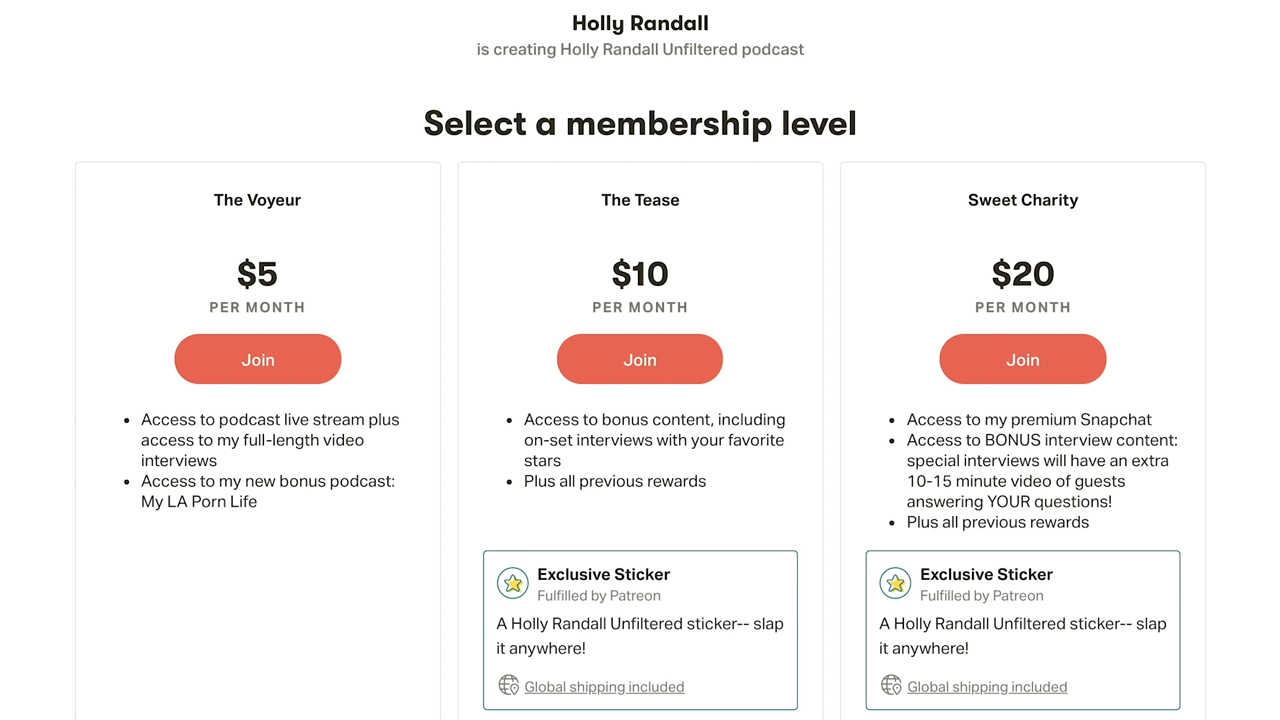 Holly Randall
is creating Holly Randall Unfiltered podcast
Select a membership level
The Voyeur
$5
PER MONTH
Join
• Access to podcast live stream plus
access to my full-length video
interviews
• Access to my new bonus podcast:
My LA Porn Life
The Tease
$10
PER MONTH
Join
• Access to bonus content, including
on-set interviews with your favorite
stars
• Plus all previous rewards
Exclusive Sticker
Fulfilled by Patreon
A Holly Randall Unfiltered sticker-- slap
it anywhere!
Global shipping included
Sweet Charity
$20
PER MONTH
Join
• Access to my premium Snapchat
• Access to BONUS interview content:
special interviews will have an extra
10-15 minute video of guests
answering YOUR questions!
• Plus all previous rewards
Exclusive Sticker
Fulfilled by Patreon
A Holly Randall Unfiltered sticker-- slap
it anywhere!
Global shipping included